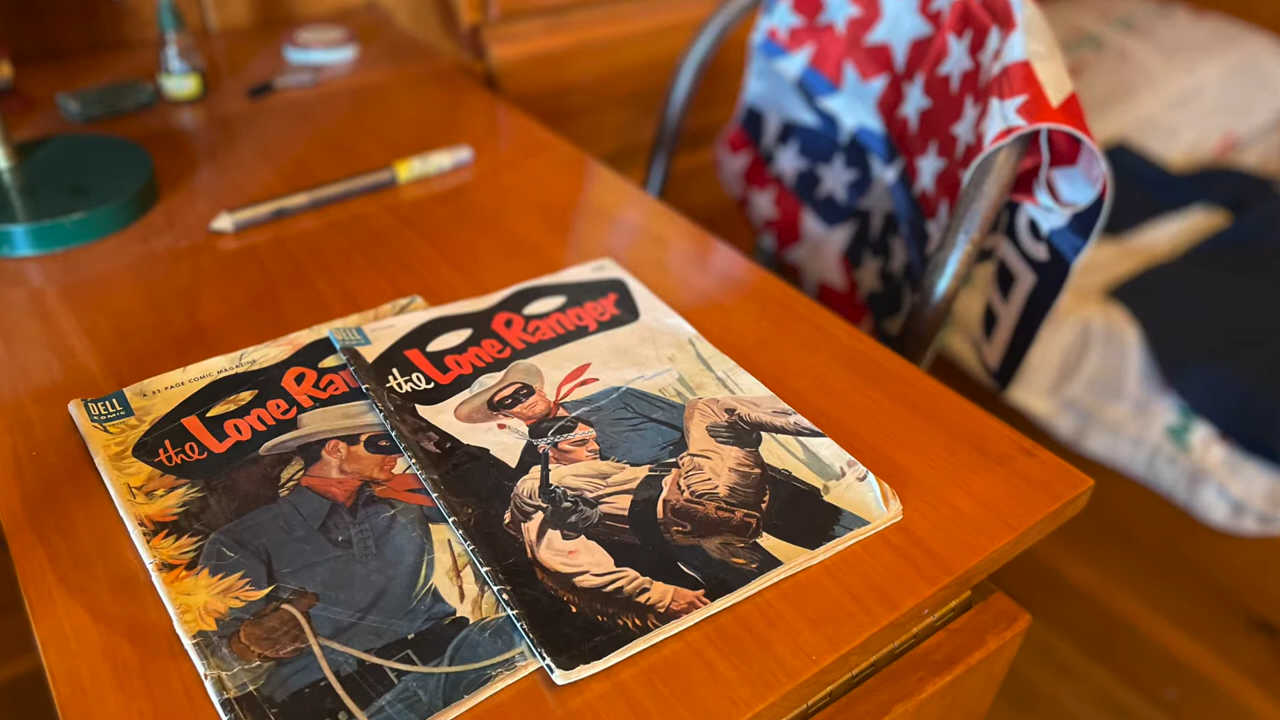 DELL
COMIC
A 52 PAGE COMIC MAGAZINE
the Lone Ran
DELL
the Lone Ranger